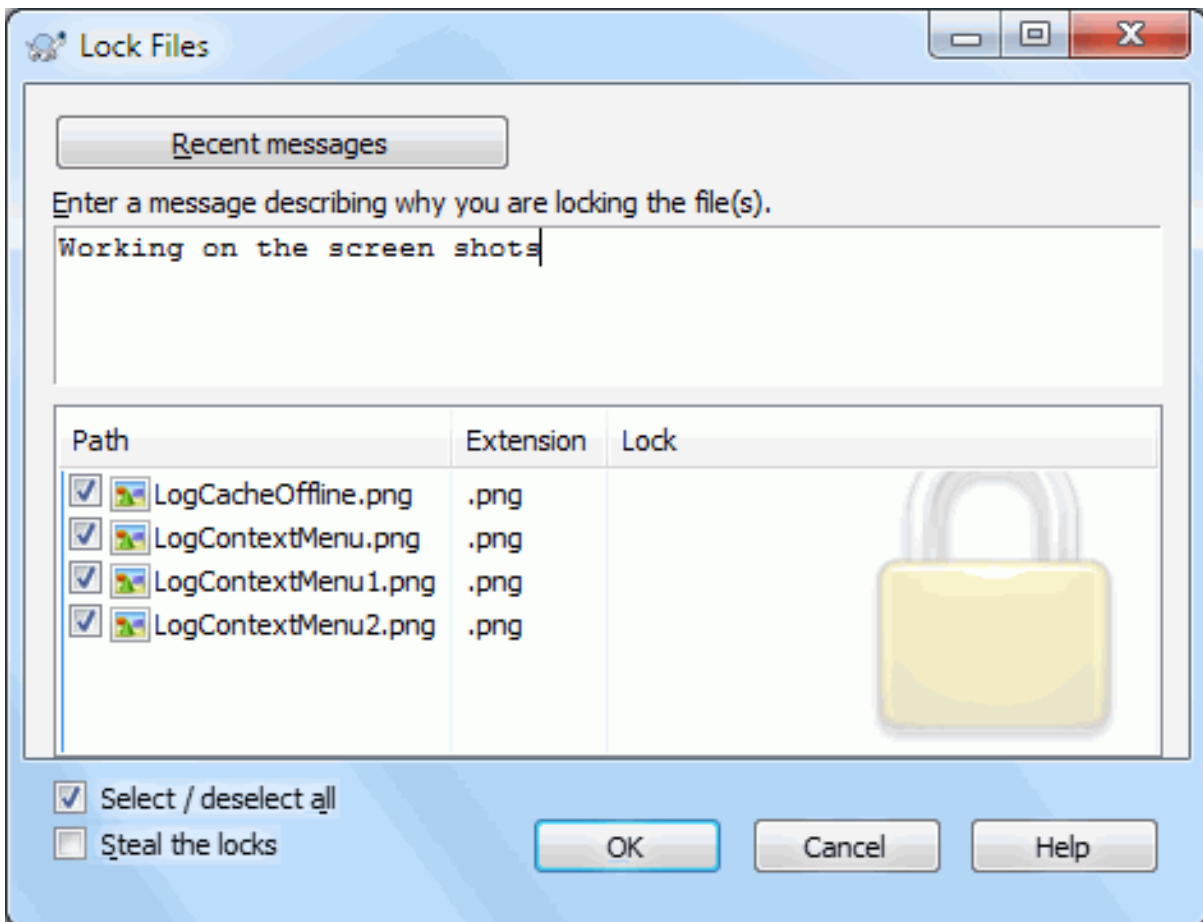 Lock Files
Recent messages
Enter a message describing why you are locking the file(s).
Working on the screen shots
Path Extension Lock
LogCacheOffline.png .png
LogContextMenu.png .png
LogContextMenu1.png .png
LogContextMenu2.png .png
Select / deselect all
Steal the locks
OK Cancel Help